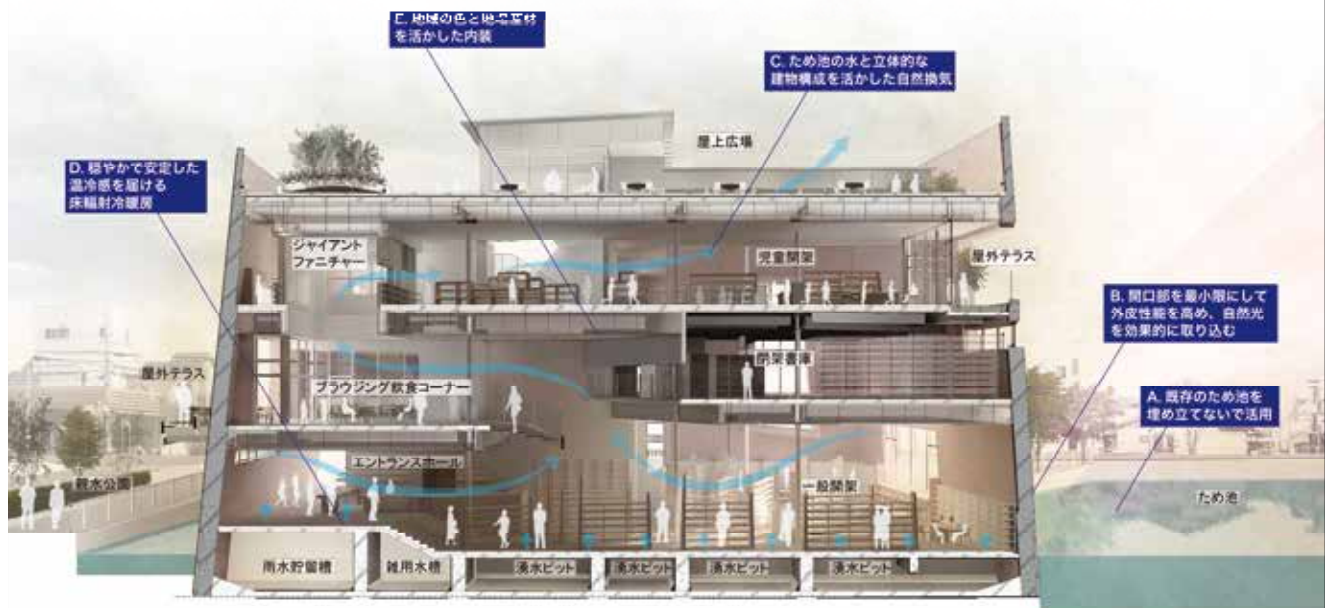 E. 地域の色と地場産材
を活かした内装
C. ため池の水と立体的な
建物構成を活かした自然換気
屋上広場
D. 穏やかで安定した
温冷感を届ける
床輻射冷暖房
ジャイアント
ファニチャー
児童開架
屋外テラス
B. 開口部を最小限にして
外皮性能を高め、自然光
を効果的に取り込む
閉架書庫
屋外テラス
ブラウジング飲食コーナー
A. 既存のため池を
埋め立てないで活用
エントランスホール
親水公園
一般開架
ため池
雨水貯留槽
雑用水槽
湧水ピット
湧水ピット
湧水ピット
湧水ピット